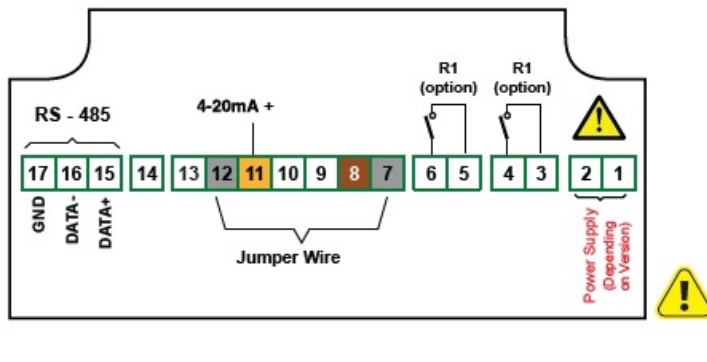 R1
(option)
R1
(option)
4-20mA +
RS - 485
17 16 15 14 13 12 11 10 9 8 7 6 5 4 3 2 1
GND
DATA-
DATA+
Jumper Wire
Power Supply
(Depending
on Version)